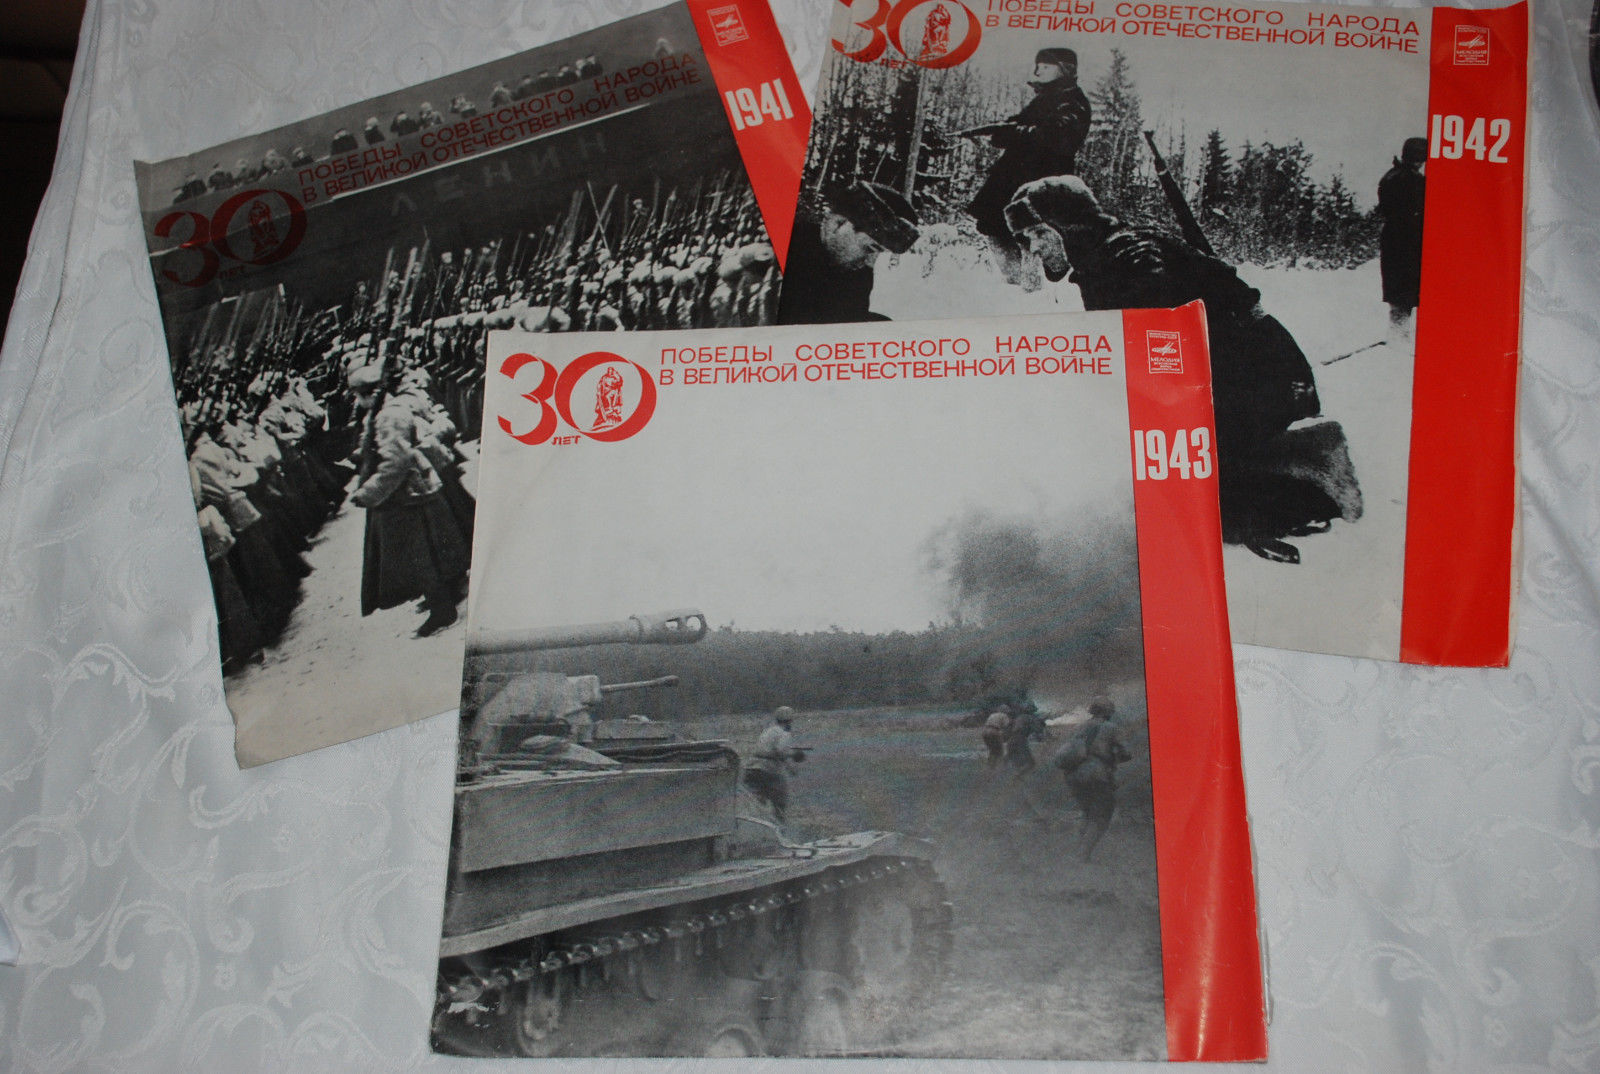 30 ЛЕТ
ПОБЕДЫ СОВЕТСКОГО НАРОДА
В ВЕЛИКОЙ ОТЕЧЕСТВЕННОЙ ВОЙНЕ
ЛЕНИН
1941
30 ЛЕТ
ПОБЕДЫ СОВЕТСКОГО НАРОДА
В ВЕЛИКОЙ ОТЕЧЕСТВЕННОЙ ВОЙНЕ
МЕЛОДИЯ
1942
30 ЛЕТ
ПОБЕДЫ СОВЕТСКОГО НАРОДА
В ВЕЛИКОЙ ОТЕЧЕСТВЕННОЙ ВОЙНЕ
МЕЛОДИЯ
1943